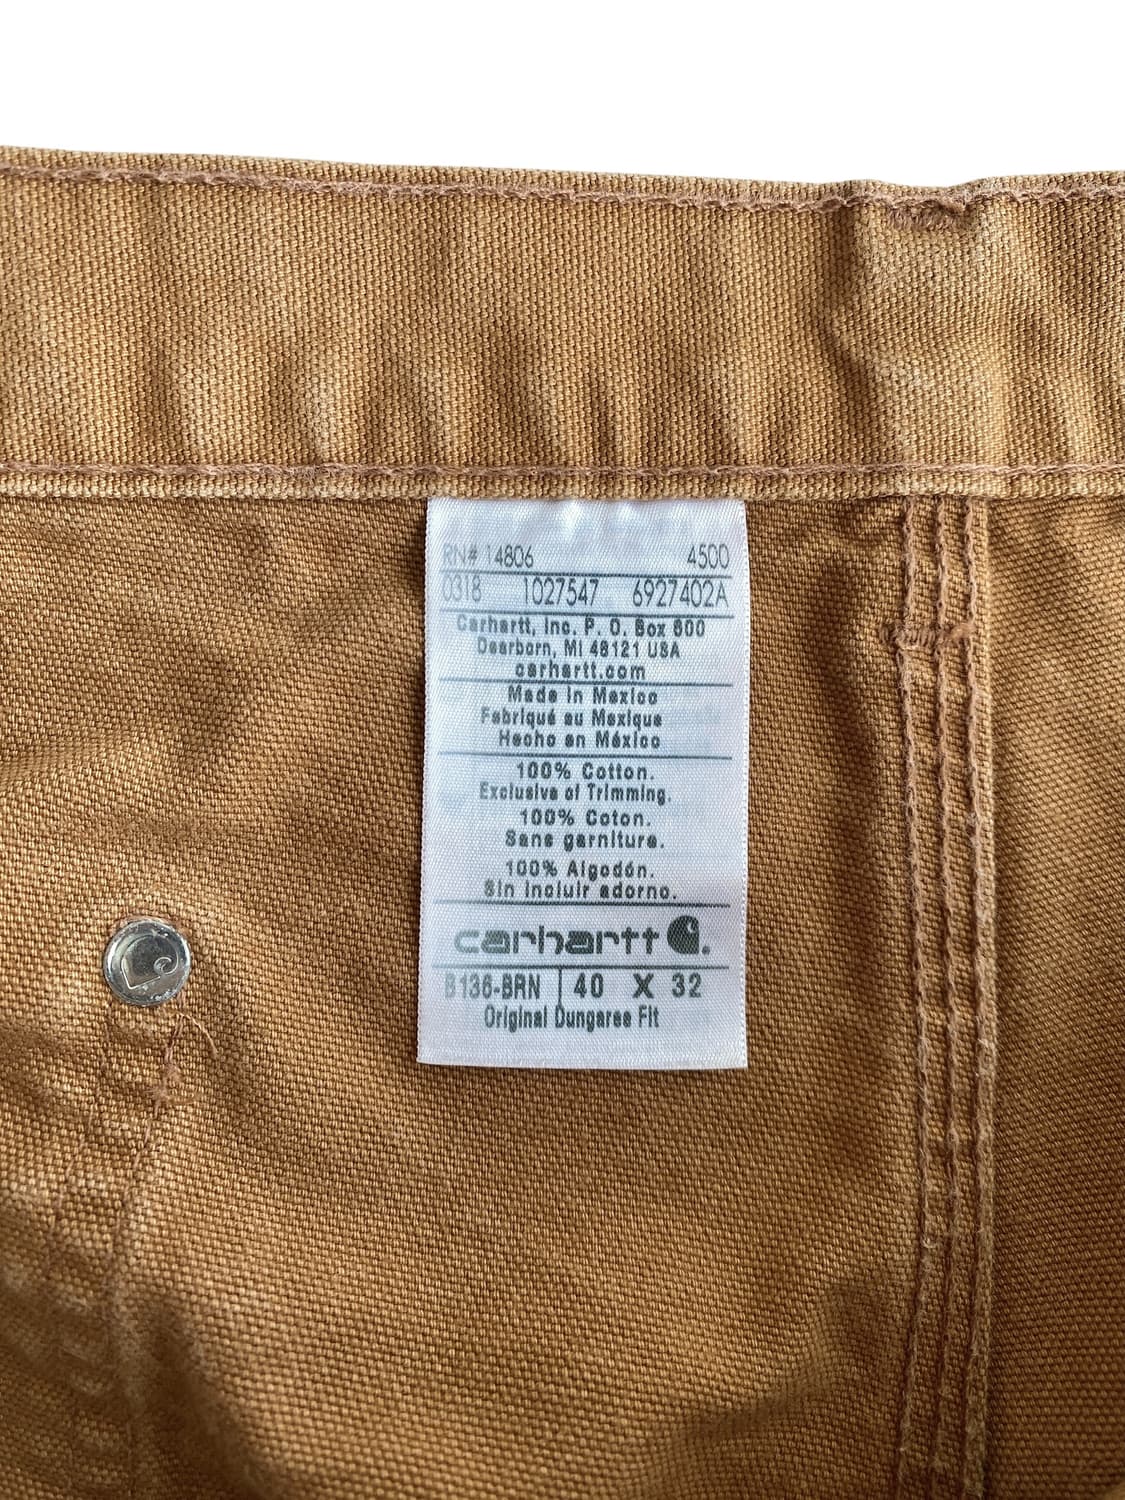 RN# 14806 4500
0318 1027547 6927402A
Carhartt, Inc. P. O. Box 600
Dearborn, MI 48121 USA
carhartt.com
Made in Mexico
Fabriqué au Mexique
Hecho en México
100% Cotton.
Exclusive of Trimming.
100% Coton.
Sans garniture.
100% Algodón.
Sin incluir adorno.
carhartt
B136-BRN 40 X 32
Original Dungaree Fit